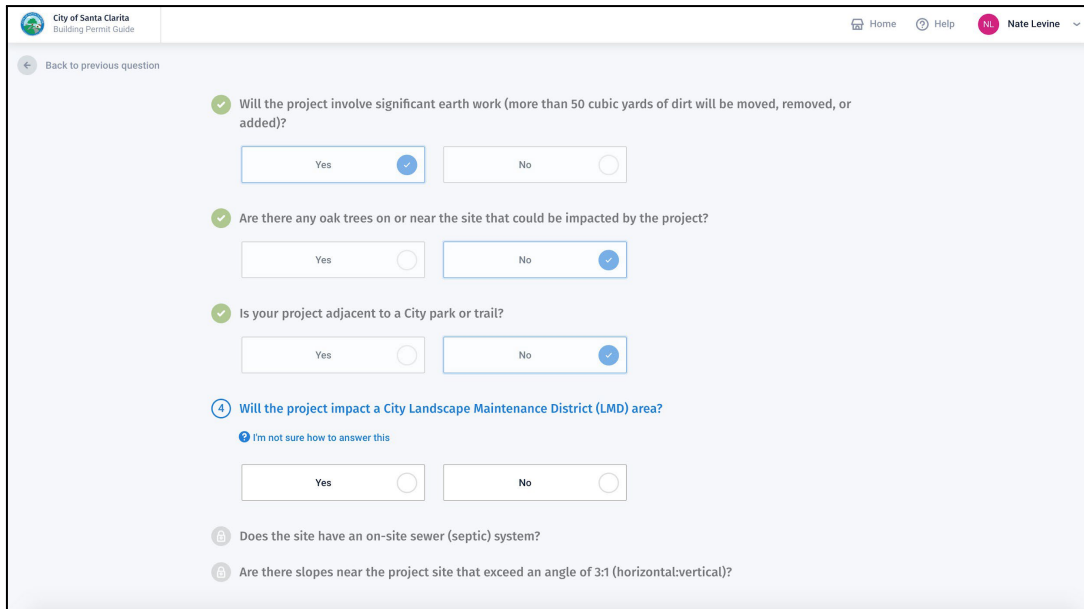 City of Santa Clarita
Building Permit Guide
Home
Help
NL
Nate Levine
Back to previous question
Will the project involve significant earth work (more than 50 cubic yards of dirt will be moved, removed, or
added)?
Yes
No
Are there any oak trees on or near the site that could be impacted by the project?
Yes
No
Is your project adjacent to a City park or trail?
Yes
No
4 Will the project impact a City Landscape Maintenance District (LMD) area?
? I'm not sure how to answer this
Yes
No
Does the site have an on-site sewer (septic) system?
Are there slopes near the project site that exceed an angle of 3:1 (horizontal:vertical)?